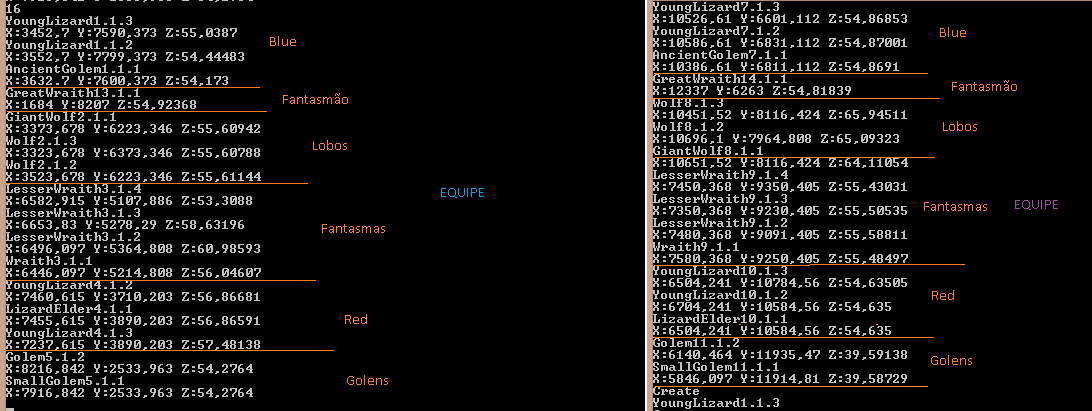 16
YoungLizard1.1.3
X:3452,7 Y:7590,373 Z:55,0387
YoungLizard1.1.2
Blue
X:3552,7 Y:7799,373 Z:54,44483
AncientGolem1.1.1
X:3632,7 Y:7600,373 Z:54,173
GreatWraith13.1.1
Fantasmão
X:1684 Y:8207 Z:54,92368
GiantWolf2.1.1
X:3373,678 Y:6223,346 Z:55,60942
Wolf2.1.3
Lobos
X:3323,678 Y:6373,346 Z:55,60788
Wolf2.1.2
X:3523,678 Y:6223,346 Z:55,61144
LesserWraith3.1.4
EQUIPE
X:6582,915 Y:5107,886 Z:53,3088
LesserWraith3.1.3
X:6653,83 Y:5278,29 Z:58,63196
Fantasmas
LesserWraith3.1.2
X:6496,097 Y:5364,808 Z:60,98593
Wraith3.1.1
X:6446,097 Y:5214,808 Z:56,04607
YoungLizard4.1.2
X:7460,615 Y:3710,203 Z:56,86681
LizardElder4.1.1
X:7455,615 Y:3890,203 Z:56,86591
Red
YoungLizard4.1.3
X:7237,615 Y:3890,203 Z:57,48138
Golem5.1.2
X:8216,842 Y:2533,963 Z:54,2764
SmallGolem5.1.1
Golens
X:7916,842 Y:2533,963 Z:54,2764
YoungLizard7.1.3
X:10526,61 Y:6601,112 Z:54,86853
YoungLizard7.1.2
Blue
X:10586,61 Y:6831,112 Z:54,87001
AncientGolem7.1.1
X:10386,61 Y:6811,112 Z:54,8691
GreatWraith14.1.1
Fantasmão
X:12337 Y:6263 Z:54,81839
Wolf8.1.3
X:10451,52 Y:8116,424 Z:65,94511
Wolf8.1.2
Lobos
X:10696,1 Y:7964,808 Z:65,09323
GiantWolf8.1.1
X:10651,52 Y:8116,424 Z:64,11054
LesserWraith9.1.4
X:7450,368 Y:9350,405 Z:55,43031
LesserWraith9.1.3
Fantasmas
EQUIPE
X:7350,368 Y:9230,405 Z:55,50535
LesserWraith9.1.2
X:7480,368 Y:9091,405 Z:55,58811
Wraith9.1.1
X:7580,368 Y:9250,405 Z:55,48497
YoungLizard10.1.3
X:6504,241 Y:10784,56 Z:54,63505
YoungLizard10.1.2
Red
X:6704,241 Y:10584,56 Z:54,635
LizardElder10.1.1
X:6504,241 Y:10584,56 Z:54,635
Golem11.1.2
X:6140,464 Y:11935,47 Z:39,59138
Golens
SmallGolem11.1.1
X:5846,097 Y:11914,81 Z:39,58729
Create
YoungLizard1.1.3